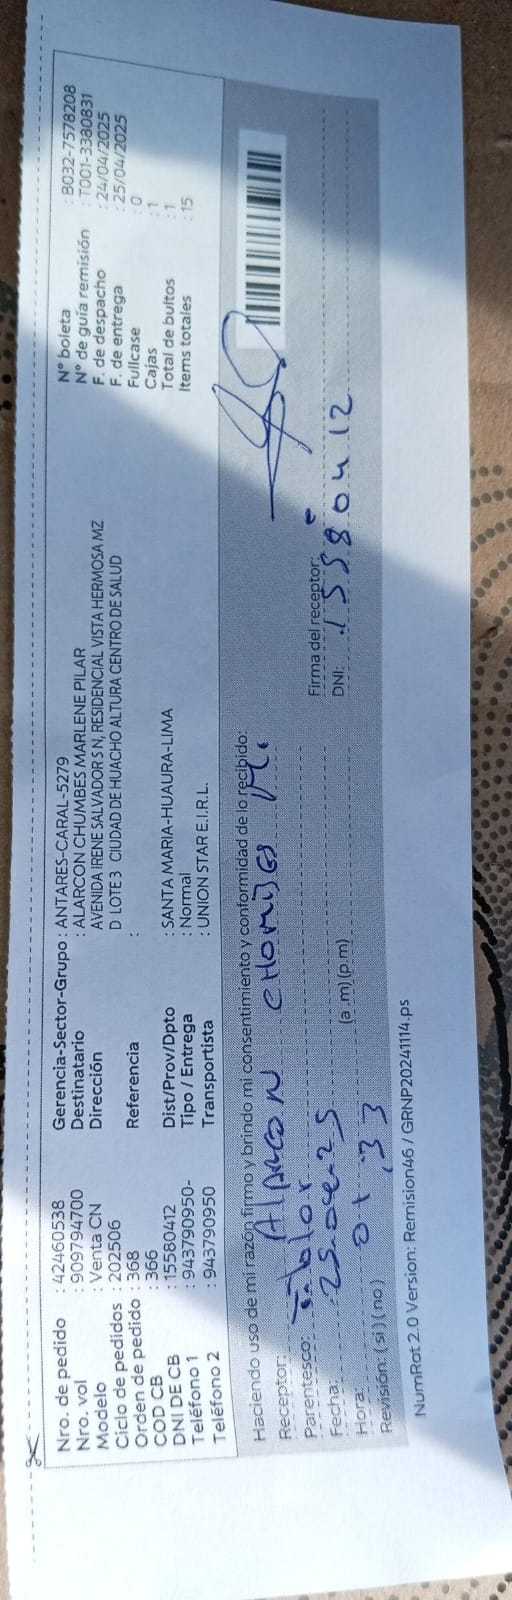 Nro. de pedido : 42460538
Nro. vol : 909794700
Modelo : Venta CN
Ciclo de pedidos : 202506
Orden de pedido : 368
COD CB : 366
DNI DE CB : 15580412
Teléfono 1 : 943790950-
Teléfono 2 : 943790950
Gerencia-Sector-Grupo : ANTARES-CARAL-5279
Destinatario : ALARCON CHUMBES MARLENE PILAR
Dirección AVENIDA IRENE SALVADOR S N, RESIDENCIAL VISTA HERMOSA MZ
D LOTE 3 CIUDAD DE HUACHO ALTURA CENTRO DE SALUD
Referencia :
Dist/Prov/Dpto : SANTA MARIA-HUAURA-LIMA
Tipo / Entrega : Normal
Transportista : UNION STAR E.I.R.L.
N° boleta : B032-7578208
N° de guía remisión : T001-3380831
F. de despacho : 24/04/2025
F. de entrega : 25/04/2025
Fullcase : 0
Cajas : 1
Total de bultos : 1
Items totales : 15
Haciendo uso de mi razón firmo y brindo mi consentimiento y conformidad de lo recibido:
Receptor: Alarcon chombes M.
Parentesco: Titular
Fecha: 25-04-25
Hora: 01:33 (a.m) (p.m)
Revisión: ( si ) ( no )
Firma del receptor:
DNI: 15580412
NumRot 2.0 Version: Remision46 / GRNP20241114.ps